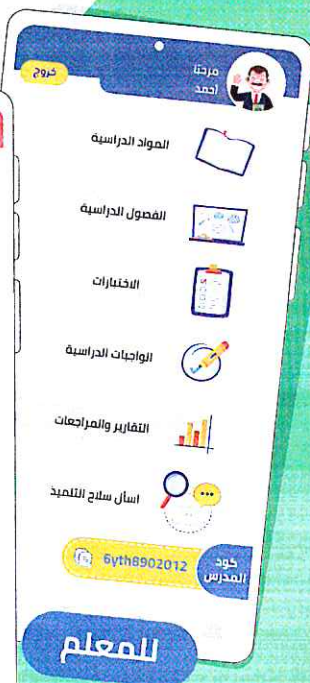 مرحبًا
أحمد
خروج
المواد الدراسية
الفصول الدراسية
الاختبارات
الواجبات الدراسية
التقارير والمراجعات
اسأل سلاح التلميذ
كود
المدرس
6yth8902012
للمعلم